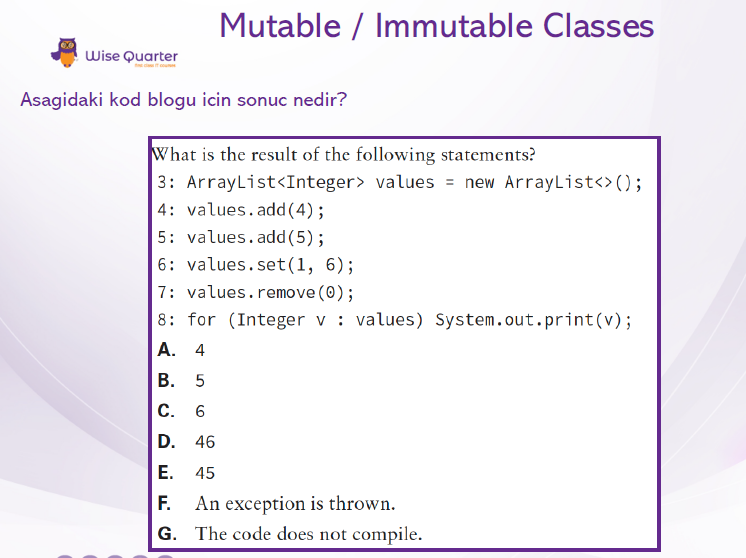 Mutable / Immutable Classes
Wise Quarter
Asagidaki kod blogu icin sonuc nedir?
What is the result of the following statements?
3: ArrayList<Integer> values = new ArrayList<>();
4: values.add(4);
5: values.add(5);
6: values.set(1, 6);
7: values.remove(0);
8: for (Integer v : values) System.out.print(v);
A. 4
B. 5
C. 6
D. 46
E. 45
F. An exception is thrown.
G. The code does not compile.